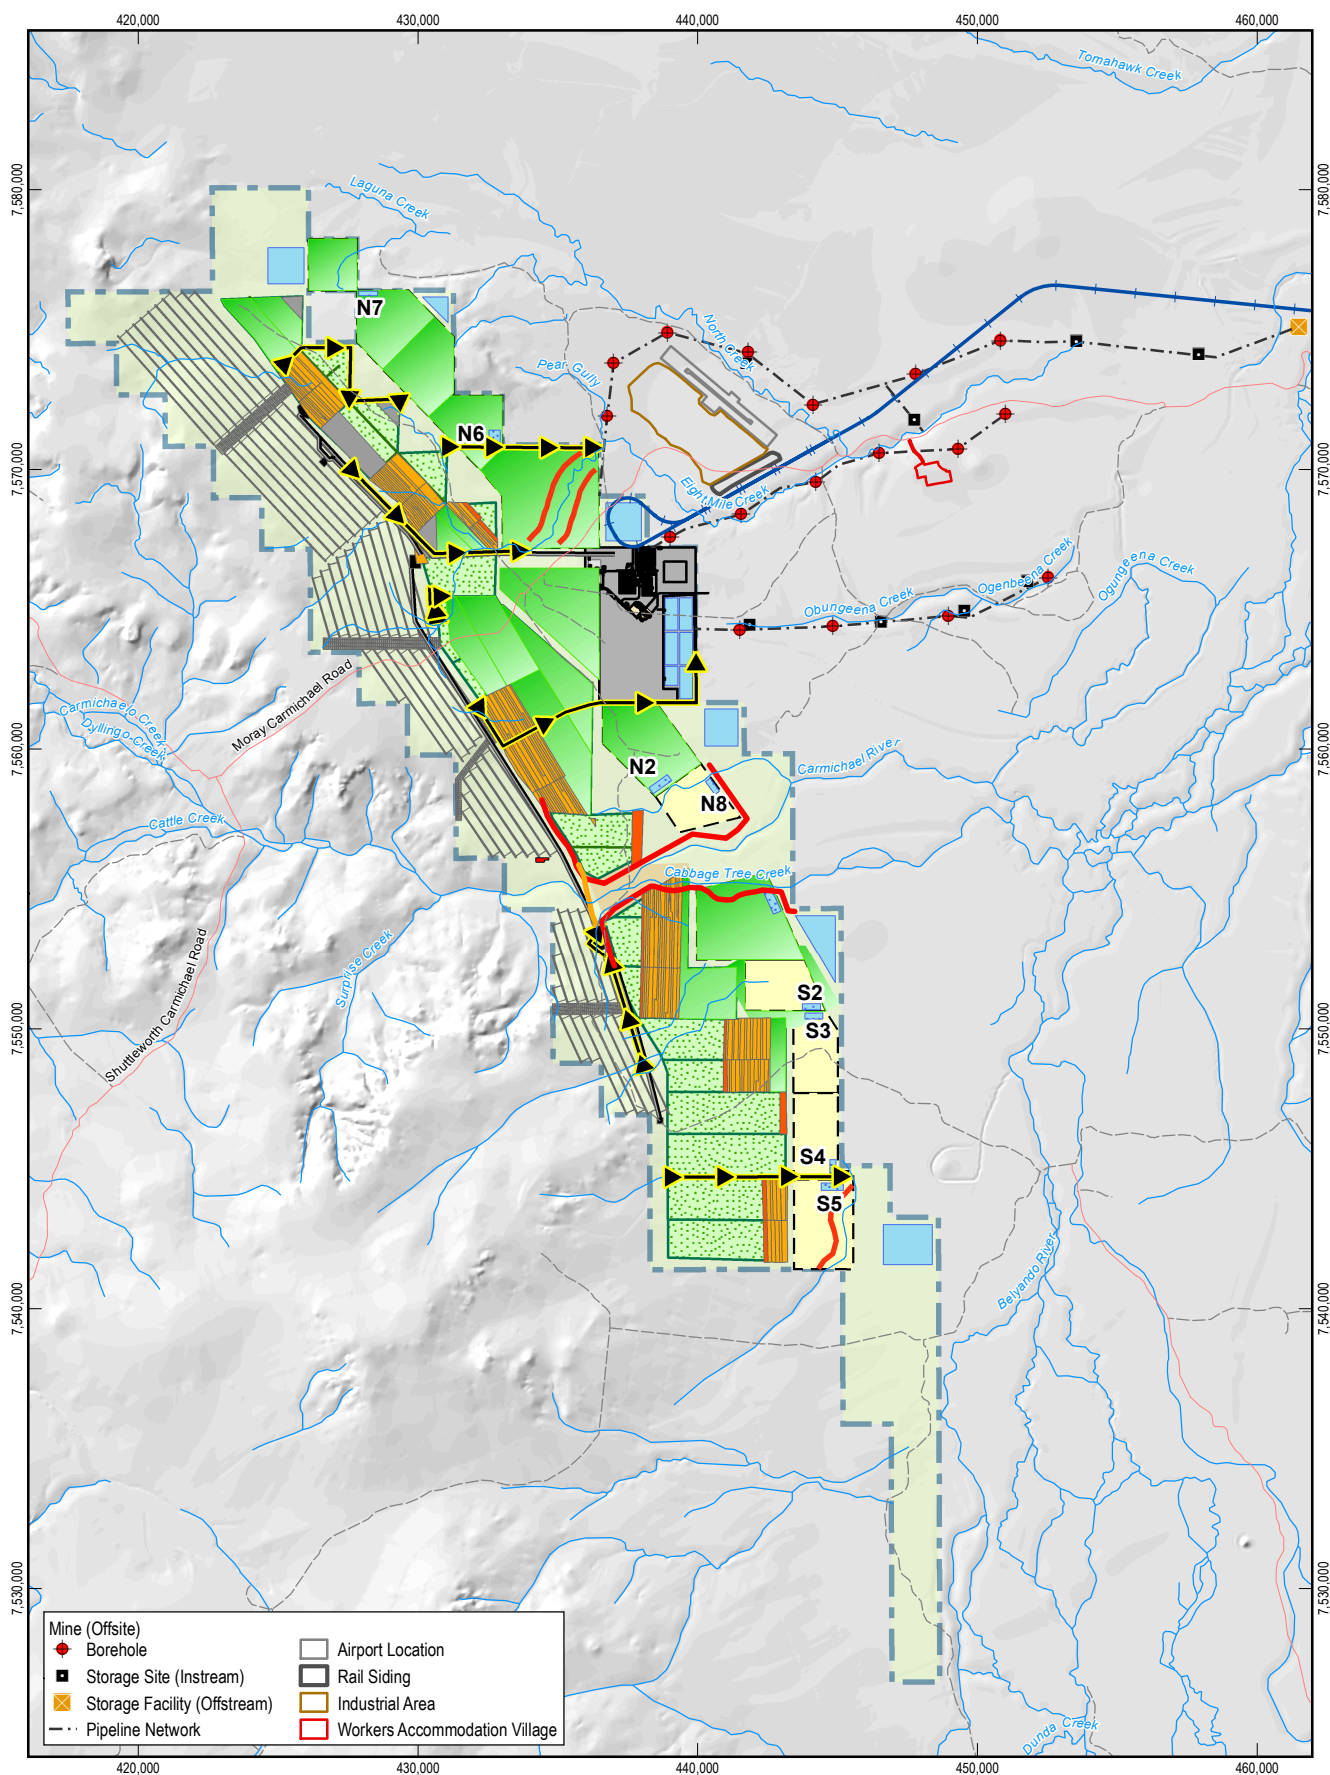 420,000
430,000
440,000
450,000
460,000
Tomahawk Creek
7,580,000
7,580,000
Laguna Creek
N7
North Creek
Pear Gully
N6
7,570,000
7,570,000
Eight Mile Creek
Ogenbeena Creek
Ogungeena Creek
Obungeena Creek
Moray Carmichael Road
Carmichaelo Creek
Dyllingo-Creek
7,560,000
7,560,000
Carmichael River
N2
N8
Cattle Creek
Cabbage Tree Creek
Surprise Creek
Shuttleworth Carmichael Road
S2
S3
7,550,000
7,550,000
S4
S5
Belyando River
7,540,000
7,540,000
7,530,000
7,530,000
Mine (Offsite)
Borehole
Storage Site (Instream)
Storage Facility (Offstream)
Pipeline Network
Airport Location
Rail Siding
Industrial Area
Workers Accommodation Village
Dunda Creek
420,000
430,000
440,000
450,000
460,000